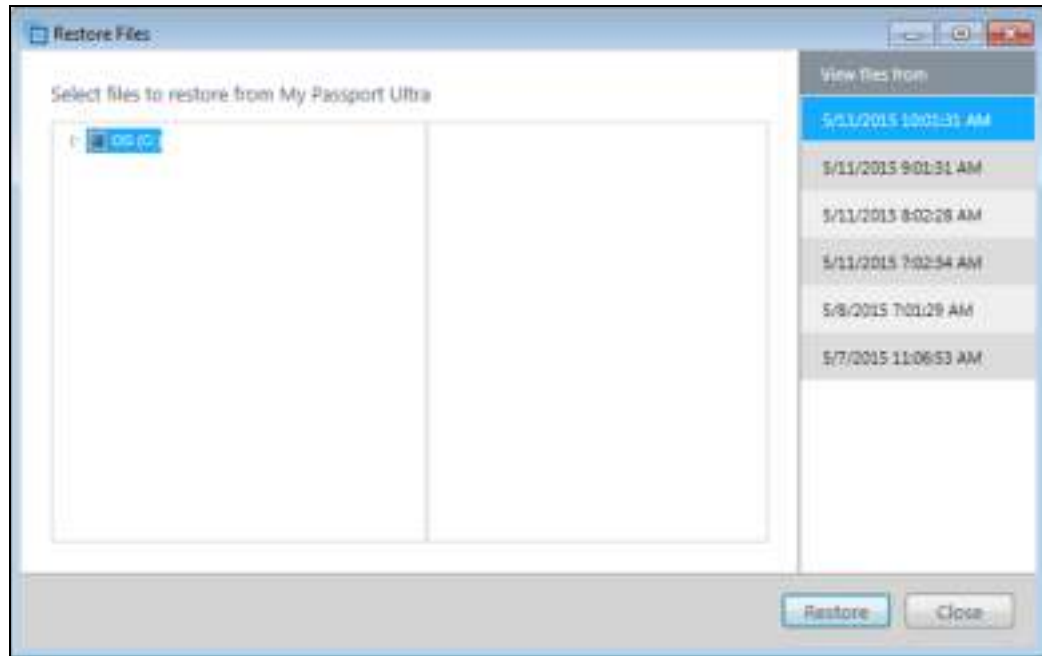 Restore Files
View files from
Select files to restore from My Passport Ultra
OS (C:)
5/11/2015 10:01:31 AM
5/11/2015 9:01:31 AM
5/11/2015 8:02:28 AM
5/11/2015 7:02:34 AM
5/8/2015 7:01:29 AM
5/7/2015 11:06:53 AM
Restore
Close